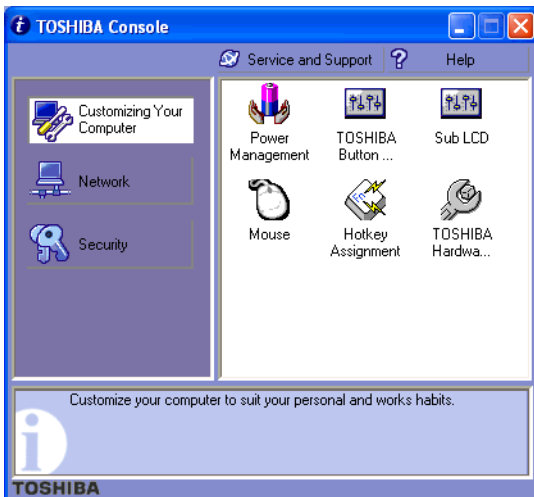 TOSHIBA Console
Service and Support ? Help
Customizing Your
Computer
Network
Security
Power
Management
TOSHIBA
Button ...
Sub LCD
Mouse
Fn
Hotkey
Assignment
TOSHIBA
Hardwa...
Customize your computer to suit your personal and works habits.
TOSHIBA